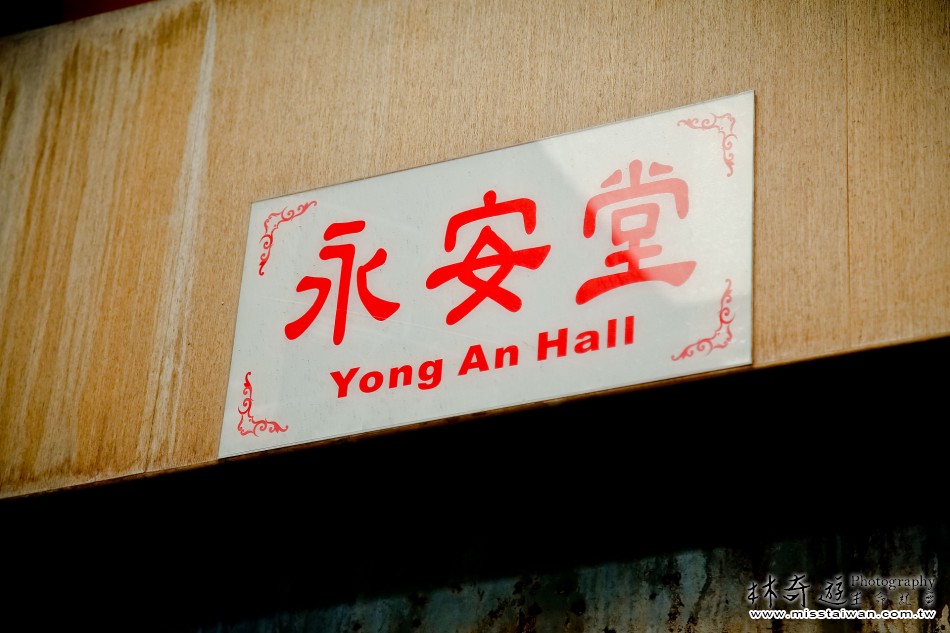 永安堂
Yong An Hall
林奇遊 Photography
www.misstaiwan.com.tw